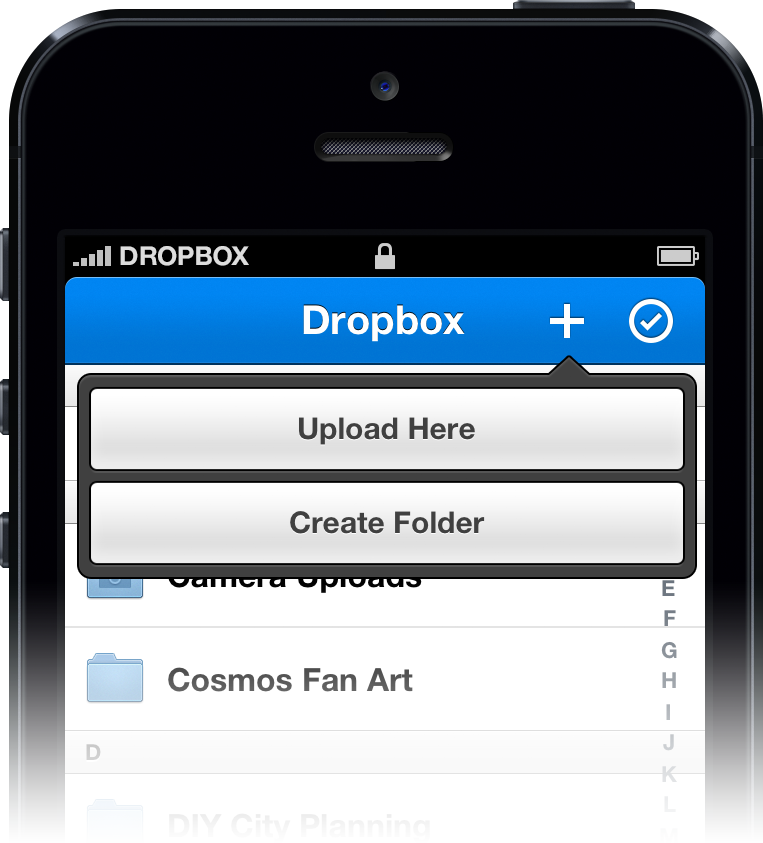 DROPBOX
Dropbox
Upload Here
Create Folder
Camera Uploads
E
F
G
Cosmos Fan Art
H
I
D
J
K
L
DIY City Planning
M